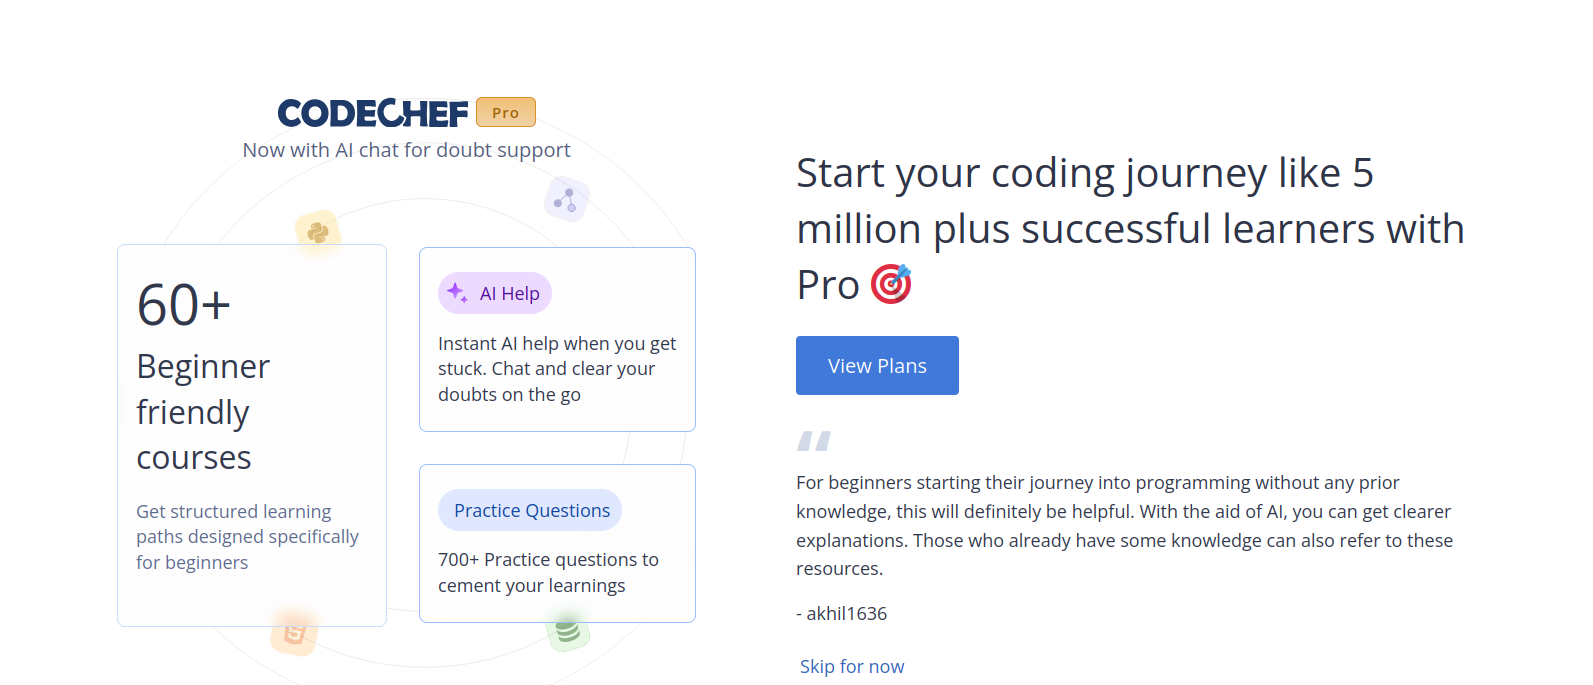 CODECHEF Pro
Now with AI chat for doubt support
60+
Beginner
friendly
courses
Get structured learning
paths designed specifically
for beginners
AI Help
Instant AI help when you get
stuck. Chat and clear your
doubts on the go
Practice Questions
700+ Practice questions to
cement your learnings
Start your coding journey like 5
million plus successful learners with
Pro 🎯
View Plans
“
For beginners starting their journey into programming without any prior
knowledge, this will definitely be helpful. With the aid of AI, you can get clearer
explanations. Those who already have some knowledge can also refer to these
resources.
- akhil1636
Skip for now